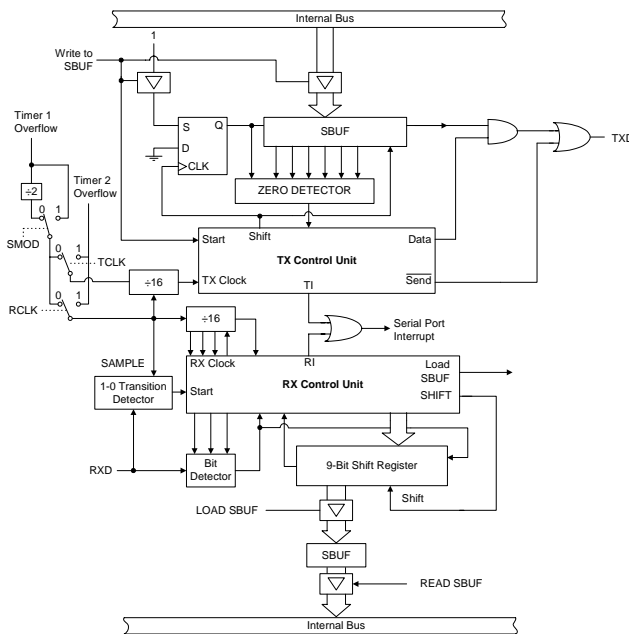 Internal Bus
1
Write to
SBUF
S
Q
D
CLK
SBUF
TXD
Timer 1
Overflow
÷2
Timer 2
Overflow
ZERO DETECTOR
0
1
SMOD
Start
Shift
Data
TX Control Unit
0
1
TCLK
÷16
TX Clock
TI
Send
RCLK
0
1
÷16
Serial Port
Interrupt
SAMPLE
RX Clock
RI
Load
SBUF
1-0 Transition
Detector
Start
RX Control Unit
SHIFT
RXD
Bit
Detector
9-Bit Shift Register
Shift
LOAD SBUF
SBUF
READ SBUF
Internal Bus